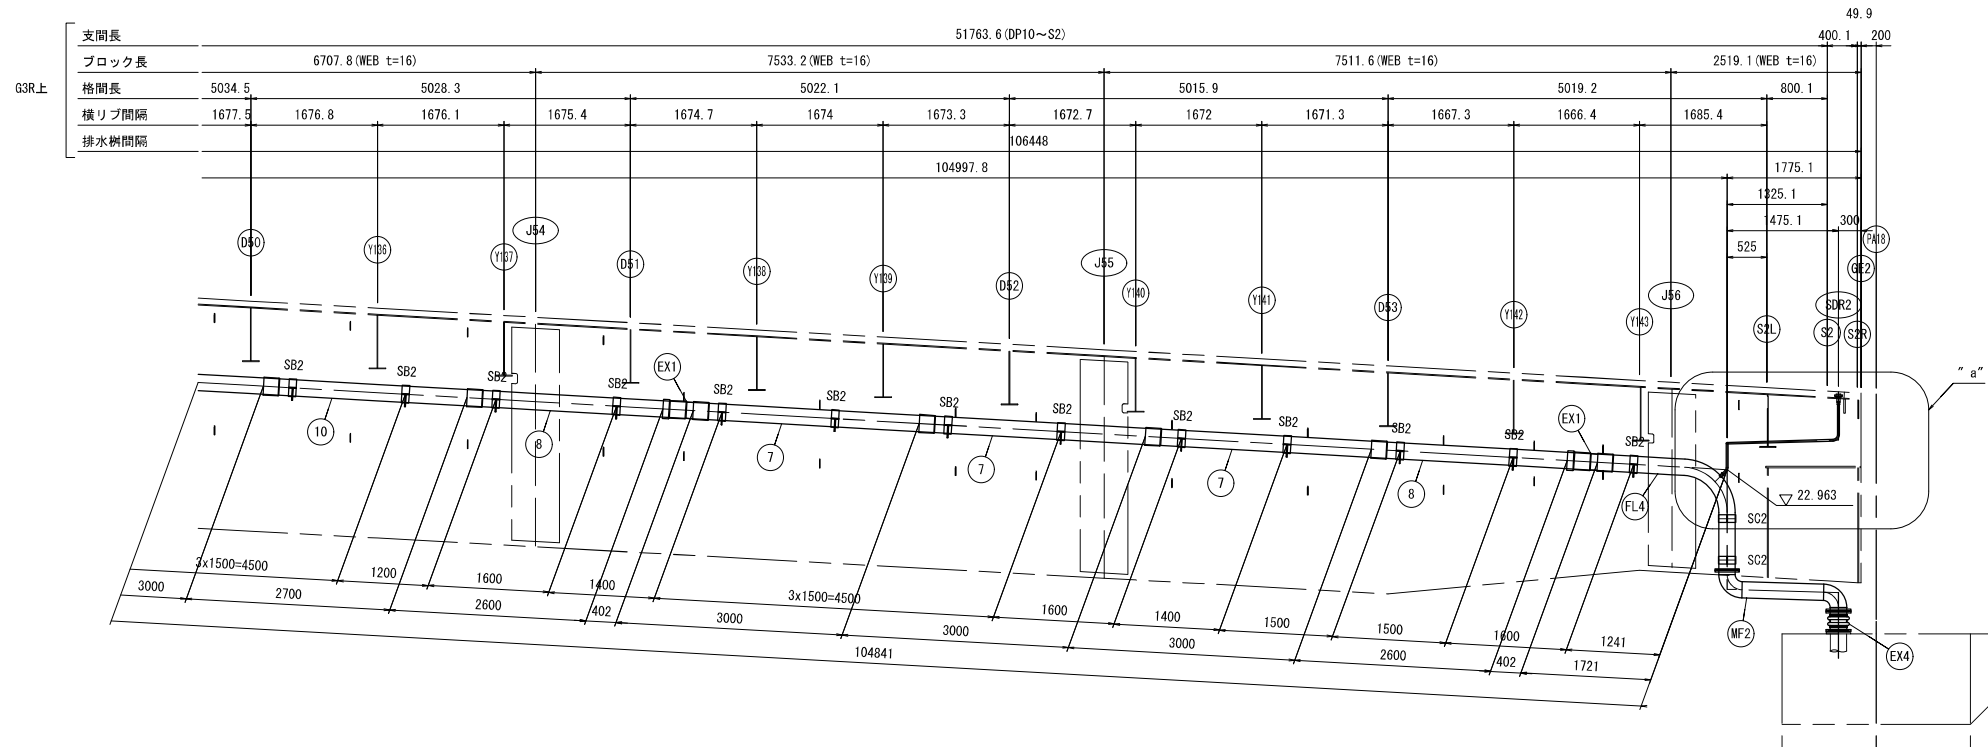 49.9
支間長 51763.6(DP10～S2) 400.1 200
ブロック長 6707.8(WEB t=16) 7533.2(WEB t=16) 7511.6(WEB t=16) 2519.1(WEB t=16)
G3R上 格間長 5034.5 5028.3 5022.1 5015.9 5019.2 800.1
横リブ間隔 1677.5 1676.8 1676.1 1675.4 1674.7 1674 1673.3 1672.7 1672 1671.3 1667.3 1666.4 1685.4
排水桝間隔 106448
104997.8 1775.1
1325.1
1475.1 300
525
D50 Y136 Y137 J54 D51 Y138 Y139 D52 J55 Y140 Y141 D53 Y142 Y143 J56 S2L SDR2 S2 S2R GE2 PA18
SB2 SB2 SB2 SB2 EX1 SB2 SB2 SB2 SB2 SB2 SB2 SB2 SB2 EX1 SB2
" a"
10 8 7 7 7 8 FL4
22.963
SC2
SC2
3x1500=4500 1200 1600 1400 3x1500=4500 1600 1400 1500 1500 1600 1241
3000 2700 2600 402 3000 3000 3000 2600 402 1721
104841
MF2
EX4